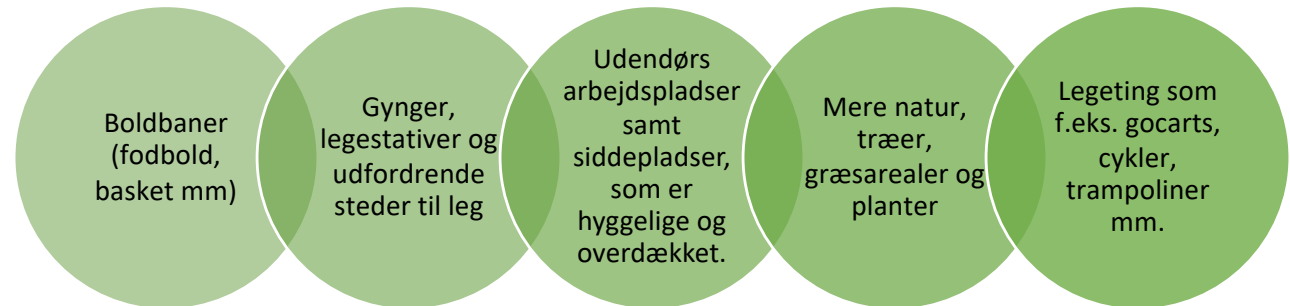 Boldbaner
(fodbold,
basket mm)
Gynger,
legestativer og
udfordrende
steder til leg
Udendørs
arbejdspladser
samt
siddepladser,
som er
hyggelige og
overdækket.
Mere natur,
træer,
græsarealer og
planter
Legeting som
f.eks. gocarts,
cykler,
trampoliner
mm.